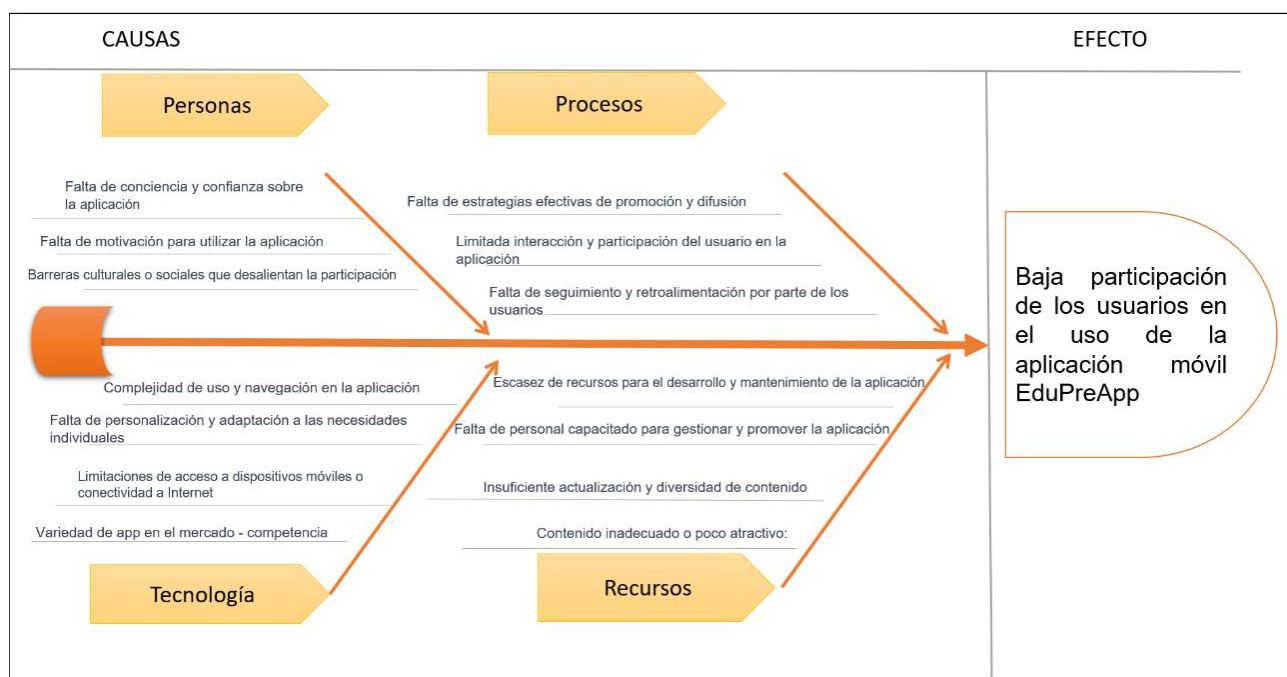 CAUSAS
EFECTO
Personas
Procesos
Falta de conciencia y confianza sobre
la aplicación
Falta de motivación para utilizar la aplicación
Barreras culturales o sociales que desalientan la participación
Falta de estrategias efectivas de promoción y difusión
Limitada interacción y participación del usuario en la
aplicación
Falta de seguimiento y retroalimentación por parte de los
usuarios
Complejidad de uso y navegación en la aplicación
Falta de personalización y adaptación a las necesidades
individuales
Limitaciones de acceso a dispositivos móviles o
conectividad a Internet
Variedad de app en el mercado - competencia
Escasez de recursos para el desarrollo y mantenimiento de la aplicación
Falta de personal capacitado para gestionar y promover la aplicación
Insuficiente actualización y diversidad de contenido
Contenido inadecuado o poco atractivo:
Tecnología
Recursos
Baja participación
de los usuarios en
el uso de la
aplicación móvil
EduPreApp